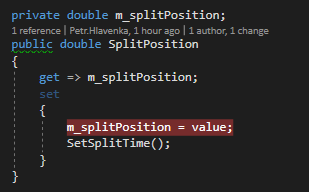 private double m_splitPosition;
1 reference | Petr.Hlavenka, 1 hour ago | 1 author, 1 change
public double SplitPosition
{
get => m_splitPosition;
set
{
m_splitPosition = value;
SetSplitTime();
}
}